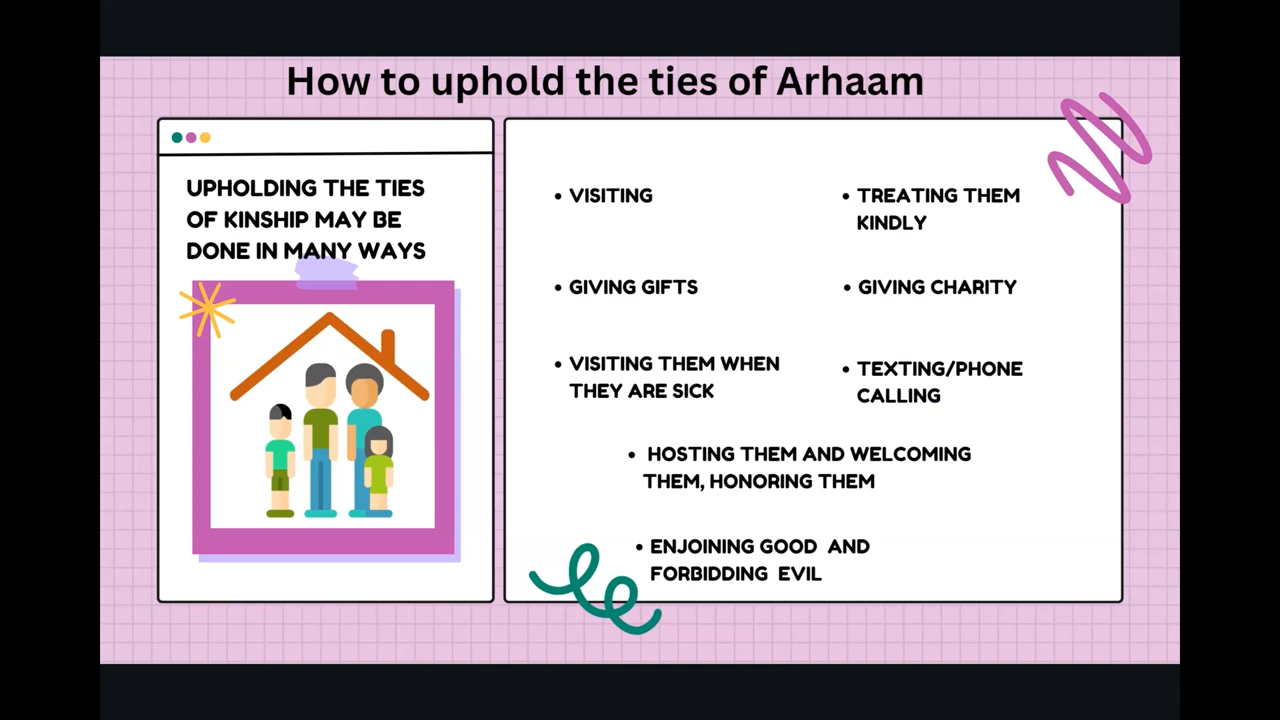 How to uphold the ties of Arhaam
UPHOLDING THE TIES
OF KINSHIP MAY BE
DONE IN MANY WAYS
• VISITING
• TREATING THEM
KINDLY
• GIVING GIFTS
• GIVING CHARITY
• VISITING THEM WHEN
THEY ARE SICK
• TEXTING/PHONE
CALLING
• HOSTING THEM AND WELCOMING
THEM, HONORING THEM
• ENJOINING GOOD AND
FORBIDDING EVIL